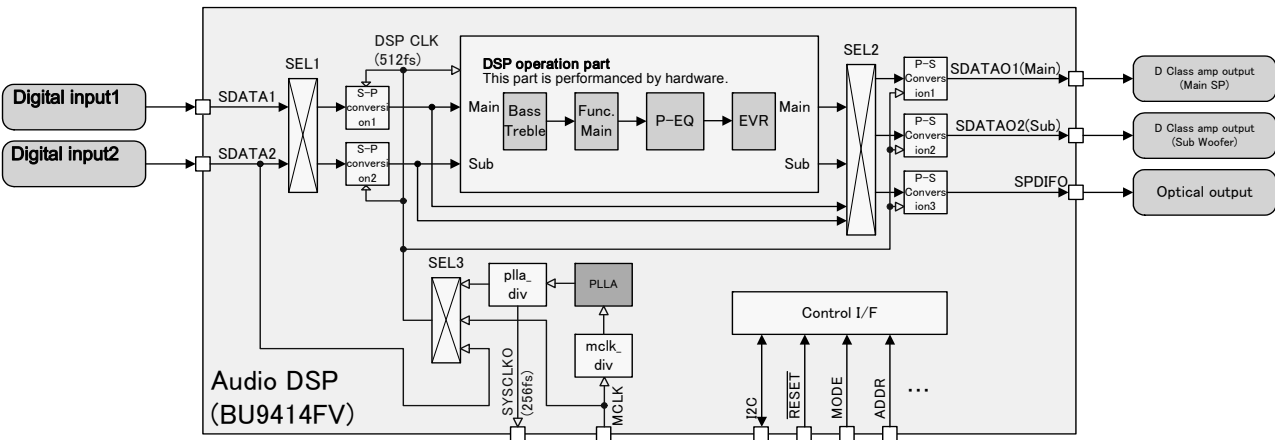 DSP CLK
(512fs)
SEL1
DSP operation part
This part is performanced by hardware.
SEL2
Digital input1
SDATA1
S-P
conversi
on1
Main
Bass
Treble
Func.
Main
P-EQ
EVR
Main
P-S
Convers
ion1
SDATAO1(Main)
D Class amp output
(Main SP)
Digital input2
SDATA2
S-P
conversi
on2
Sub
Sub
P-S
Convers
ion2
SDATAO2(Sub)
D Class amp output
(Sub Woofer)
P-S
Convers
ion3
SPDIFO
Optical output
SEL3
plla_
div
PLLA
mclk_
div
Control I/F
Audio DSP
(BU9414FV)
SYSCLKO
(256fs)
MCLK
I2C
RESET
MODE
ADDR
...